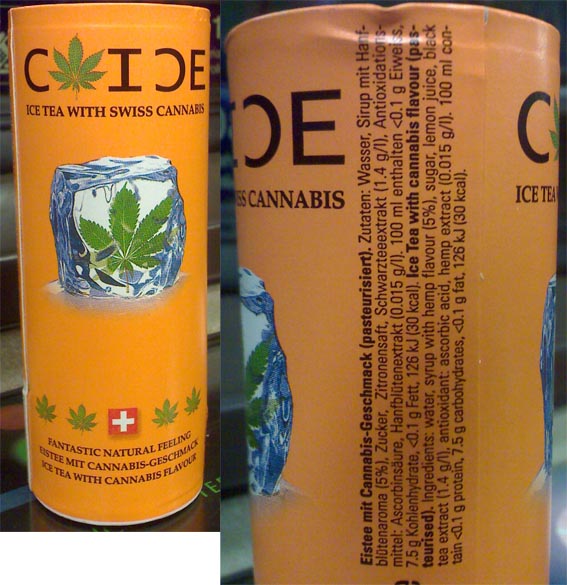 C ICE
ICE TEA WITH SWISS CANNABIS
FANTASTIC NATURAL FEELING
EISTEE MIT CANNABIS-GESCHMACK
ICE TEA WITH CANNABIS FLAVOUR
ICE
SS CANNABIS
C
ICE TEA
Eistee mit Cannabis-Geschmack (pasteurisiert). Zutaten: Wasser, Sirup mit Hanf-
blütenaroma (5%), Zucker, Zitronensaft, Schwarzteeextrakt (1.4 g/l), Antioxidations-
mittel: Ascorbinsäure, Hanfblütenextrakt (0.015 g/l). 100 ml enthalten <0.1 g Eiweiss,
7.5 g Kohlenhydrate, <0.1 g Fett, 126 kJ (30 kcal). Ice Tea with cannabis flavour (pas-
teurised). Ingredients: water, syrup with hemp flavour (5%), sugar, lemon juice, black
tea extract (1.4 g/l), antioxidant: ascorbic acid, hemp extract (0.015 g/l). 100 ml con-
tain <0.1 g protein, 7.5 g carbohydrates, <0.1 g fat, 126 kJ (30 kcal).